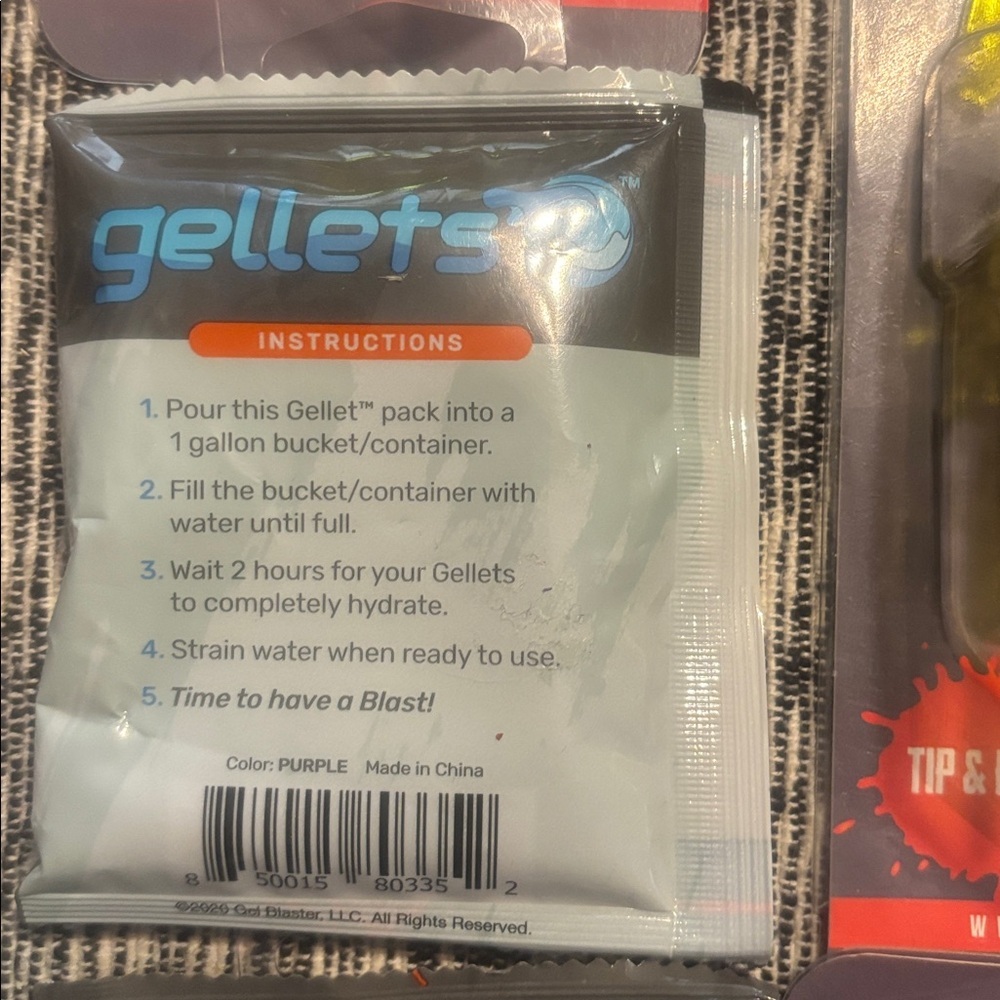 gellets™
INSTRUCTIONS
1. Pour this Gellet™ pack into a
1 gallon bucket/container.
2. Fill the bucket/container with
water until full.
3. Wait 2 hours for your Gellets
to completely hydrate.
4. Strain water when ready to use.
5. Time to have a Blast!
Color: PURPLE Made in China
8 50015 80335 2
©2020 Gel Blaster, LLC. All Rights Reserved.
TIP &